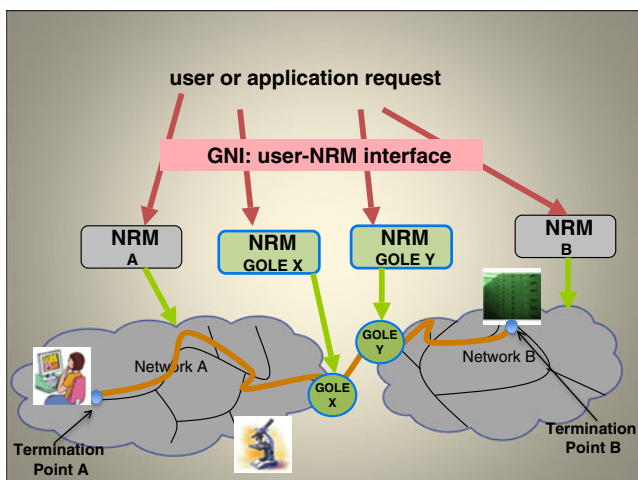 user or application request
GNI: user-NRM interface
NRM
A
NRM
GOLE X
NRM
GOLE Y
NRM
B
Network A
GOLE
X
GOLE
Y
Network B
Termination
Point A
Termination
Point B